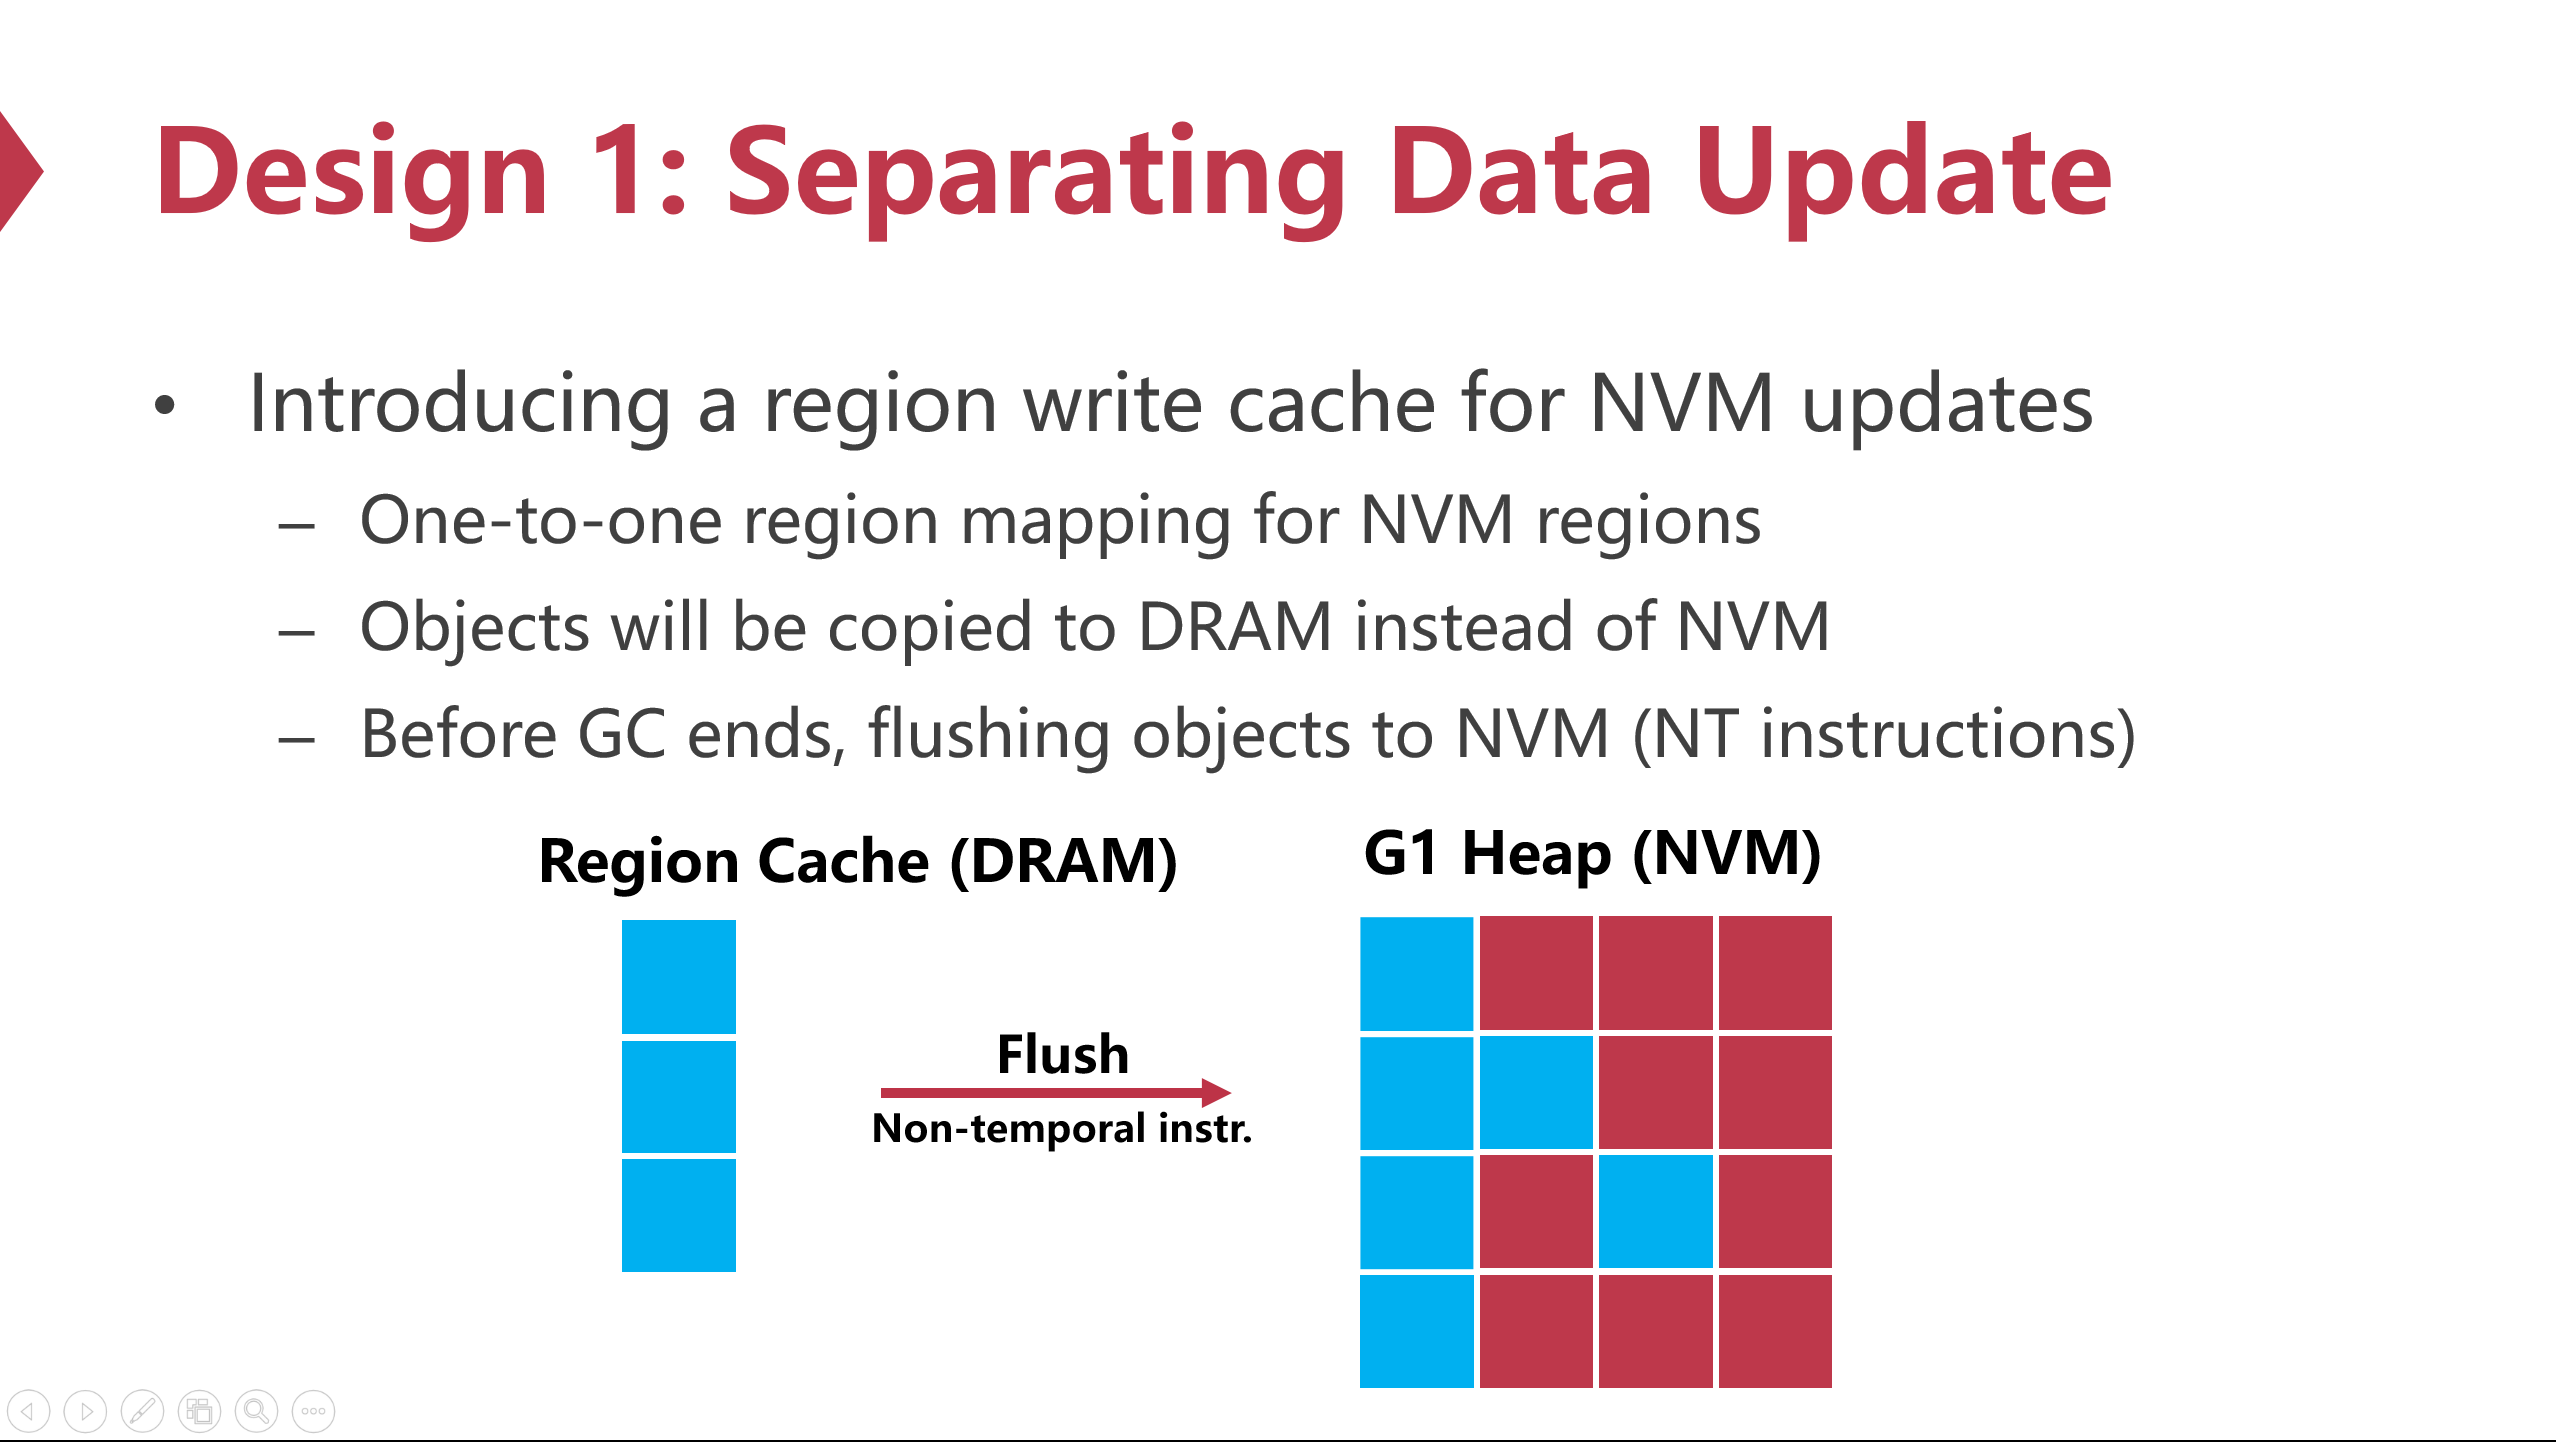 Design 1: Separating Data Update
• Introducing a region write cache for NVM updates
– One-to-one region mapping for NVM regions
– Objects will be copied to DRAM instead of NVM
– Before GC ends, flushing objects to NVM (NT instructions)
Region Cache (DRAM)
G1 Heap (NVM)
Flush
Non-temporal instr.